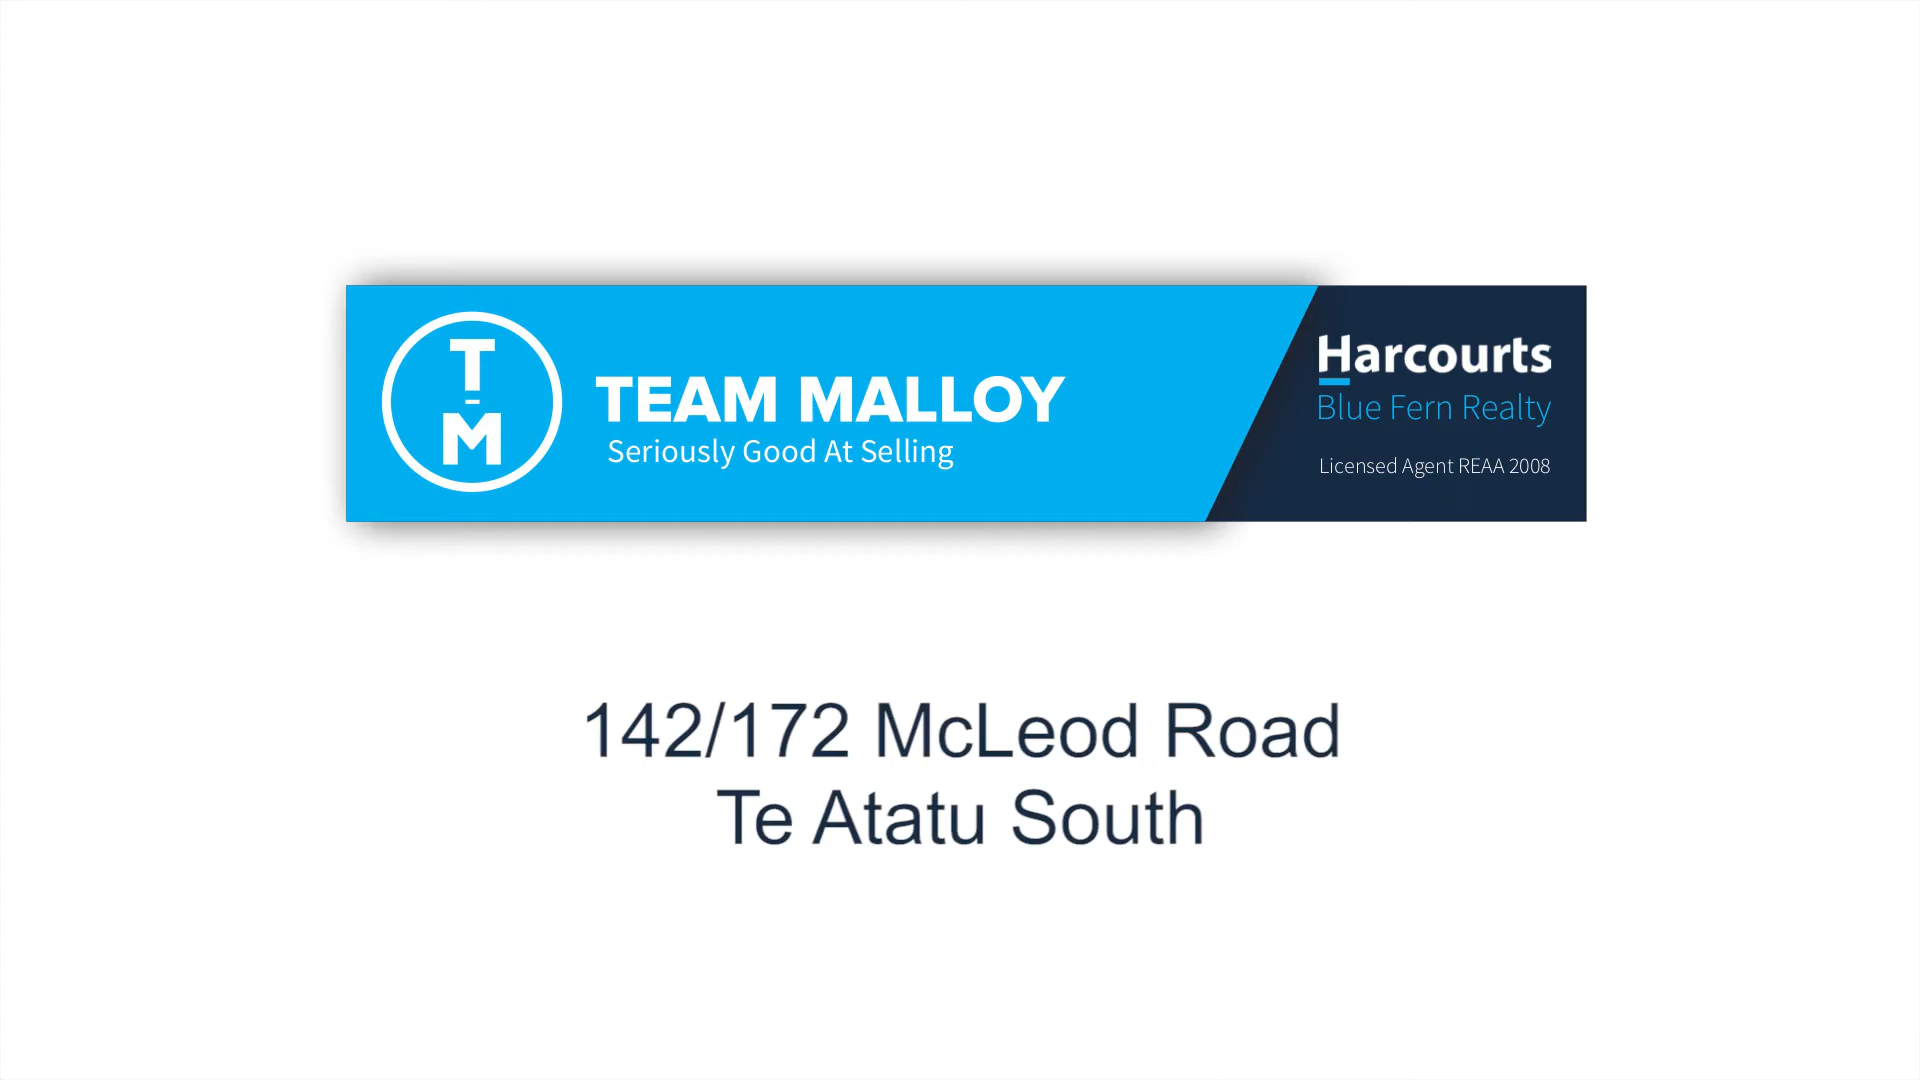 T
-
M
TEAM MALLOY
Seriously Good At Selling
Harcourts
Blue Fern Realty
Licensed Agent REAA 2008
142/172 McLeod Road
Te Atatu South